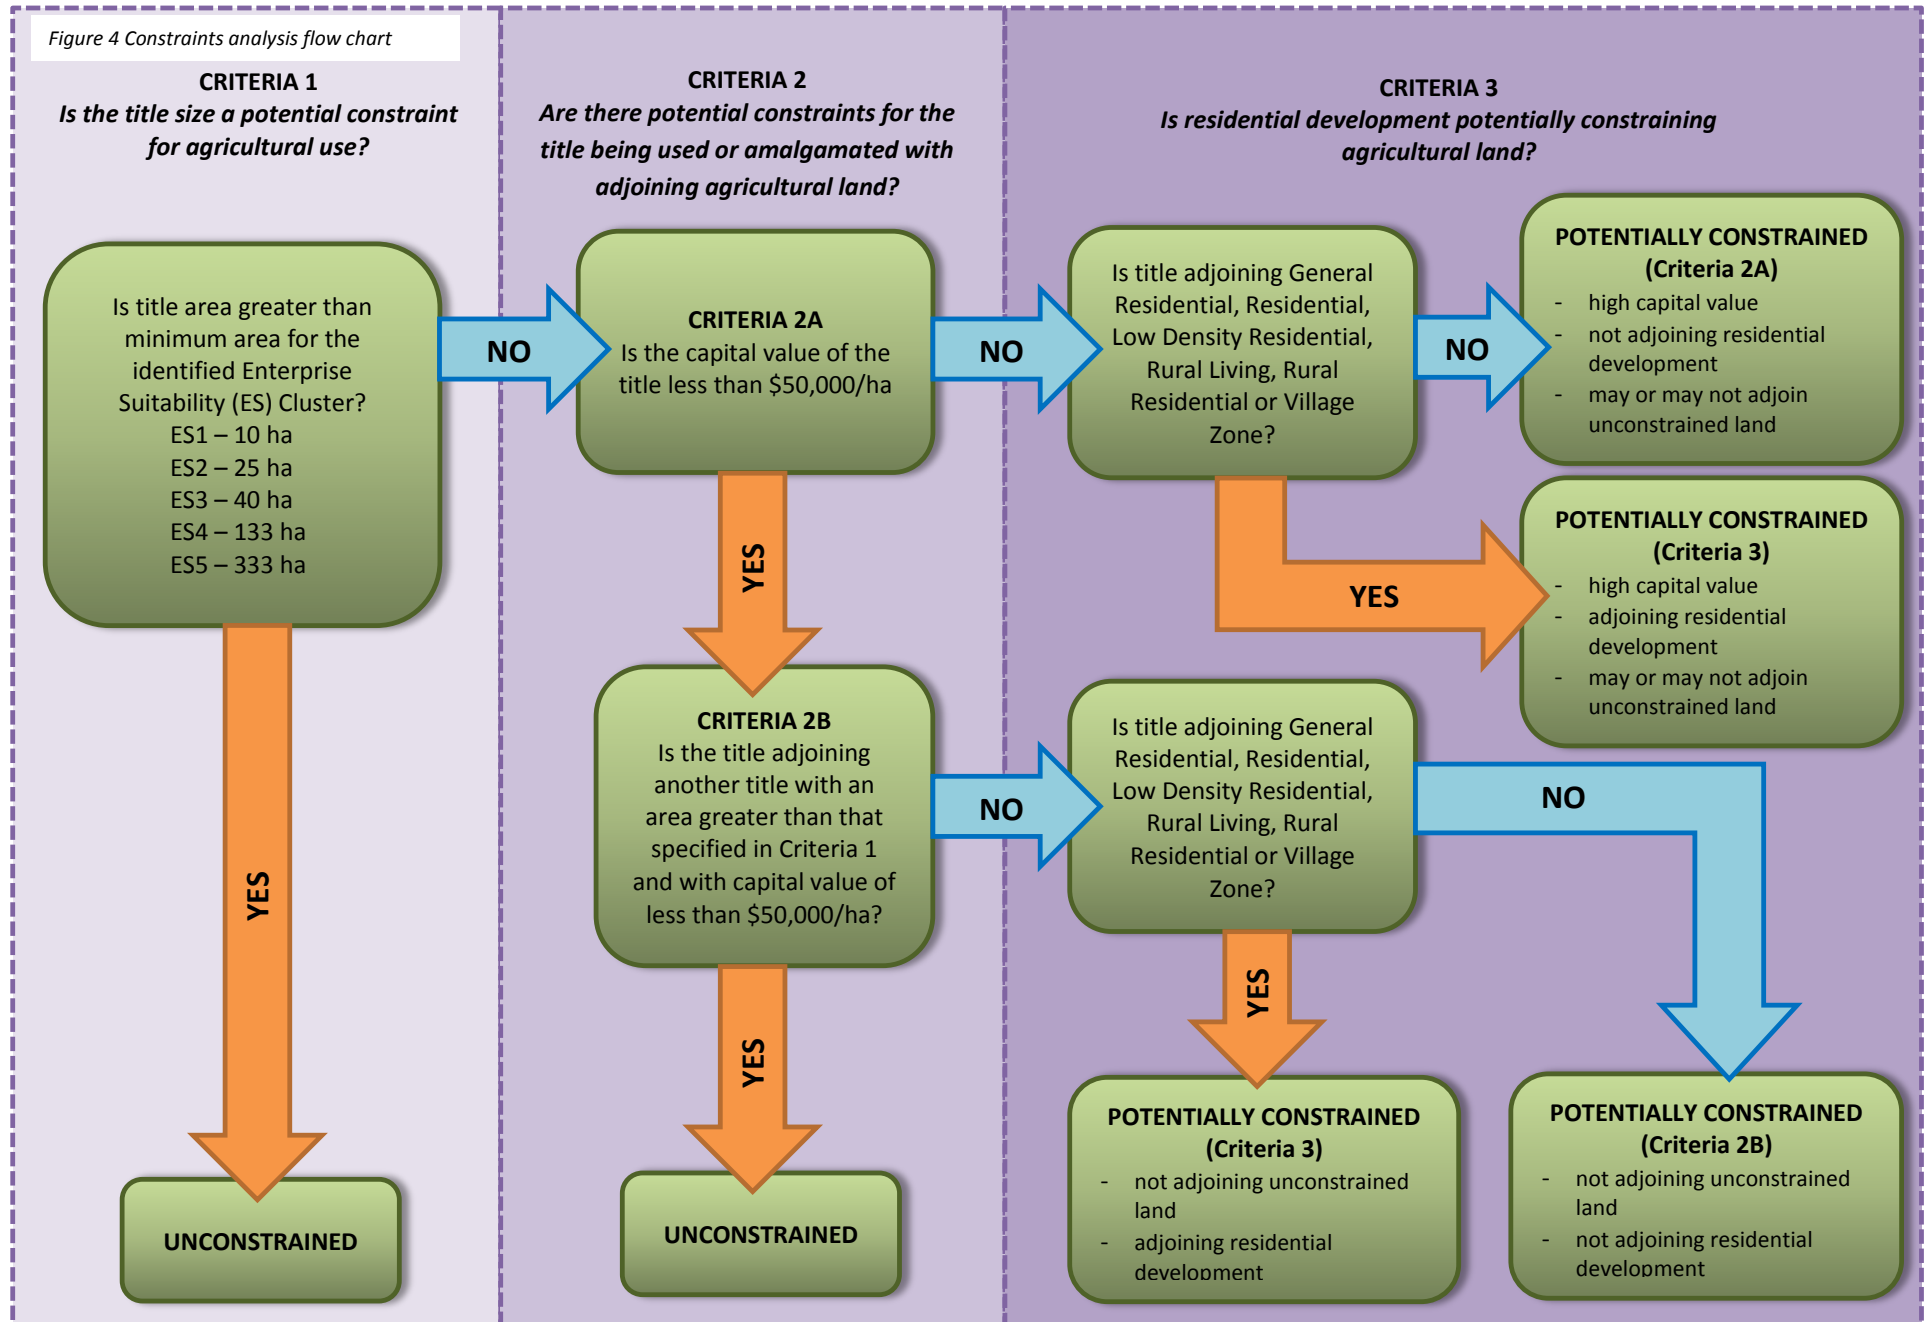 Figure 4 Constraints analysis flow chart
CRITERIA 1
Is the title size a potential constraint
for agricultural use?
Is title area greater than
minimum area for the
identified Enterprise
Suitability (ES) Cluster?
ES1 – 10 ha
ES2 – 25 ha
ES3 – 40 ha
ES4 – 133 ha
ES5 – 333 ha
NO
YES
UNCONSTRAINED
CRITERIA 2
Are there potential constraints for the
title being used or amalgamated with
adjoining agricultural land?
CRITERIA 2A
Is the capital value of the
title less than $50,000/ha
NO
YES
CRITERIA 2B
Is the title adjoining
another title with an
area greater than that
specified in Criteria 1
and with capital value of
less than $50,000/ha?
NO
YES
UNCONSTRAINED
CRITERIA 3
Is residential development potentially constraining
agricultural land?
Is title adjoining General
Residential, Residential,
Low Density Residential,
Rural Living, Rural
Residential or Village
Zone?
NO
POTENTIALLY CONSTRAINED
(Criteria 2A)
- high capital value
- not adjoining residential
development
- may or may not adjoin
unconstrained land
YES
POTENTIALLY CONSTRAINED
(Criteria 3)
- high capital value
- adjoining residential
development
- may or may not adjoin
unconstrained land
Is title adjoining General
Residential, Residential,
Low Density Residential,
Rural Living, Rural
Residential or Village
Zone?
NO
YES
POTENTIALLY CONSTRAINED
(Criteria 3)
- not adjoining unconstrained
land
- adjoining residential
development
POTENTIALLY CONSTRAINED
(Criteria 2B)
- not adjoining unconstrained
land
- not adjoining residential
development